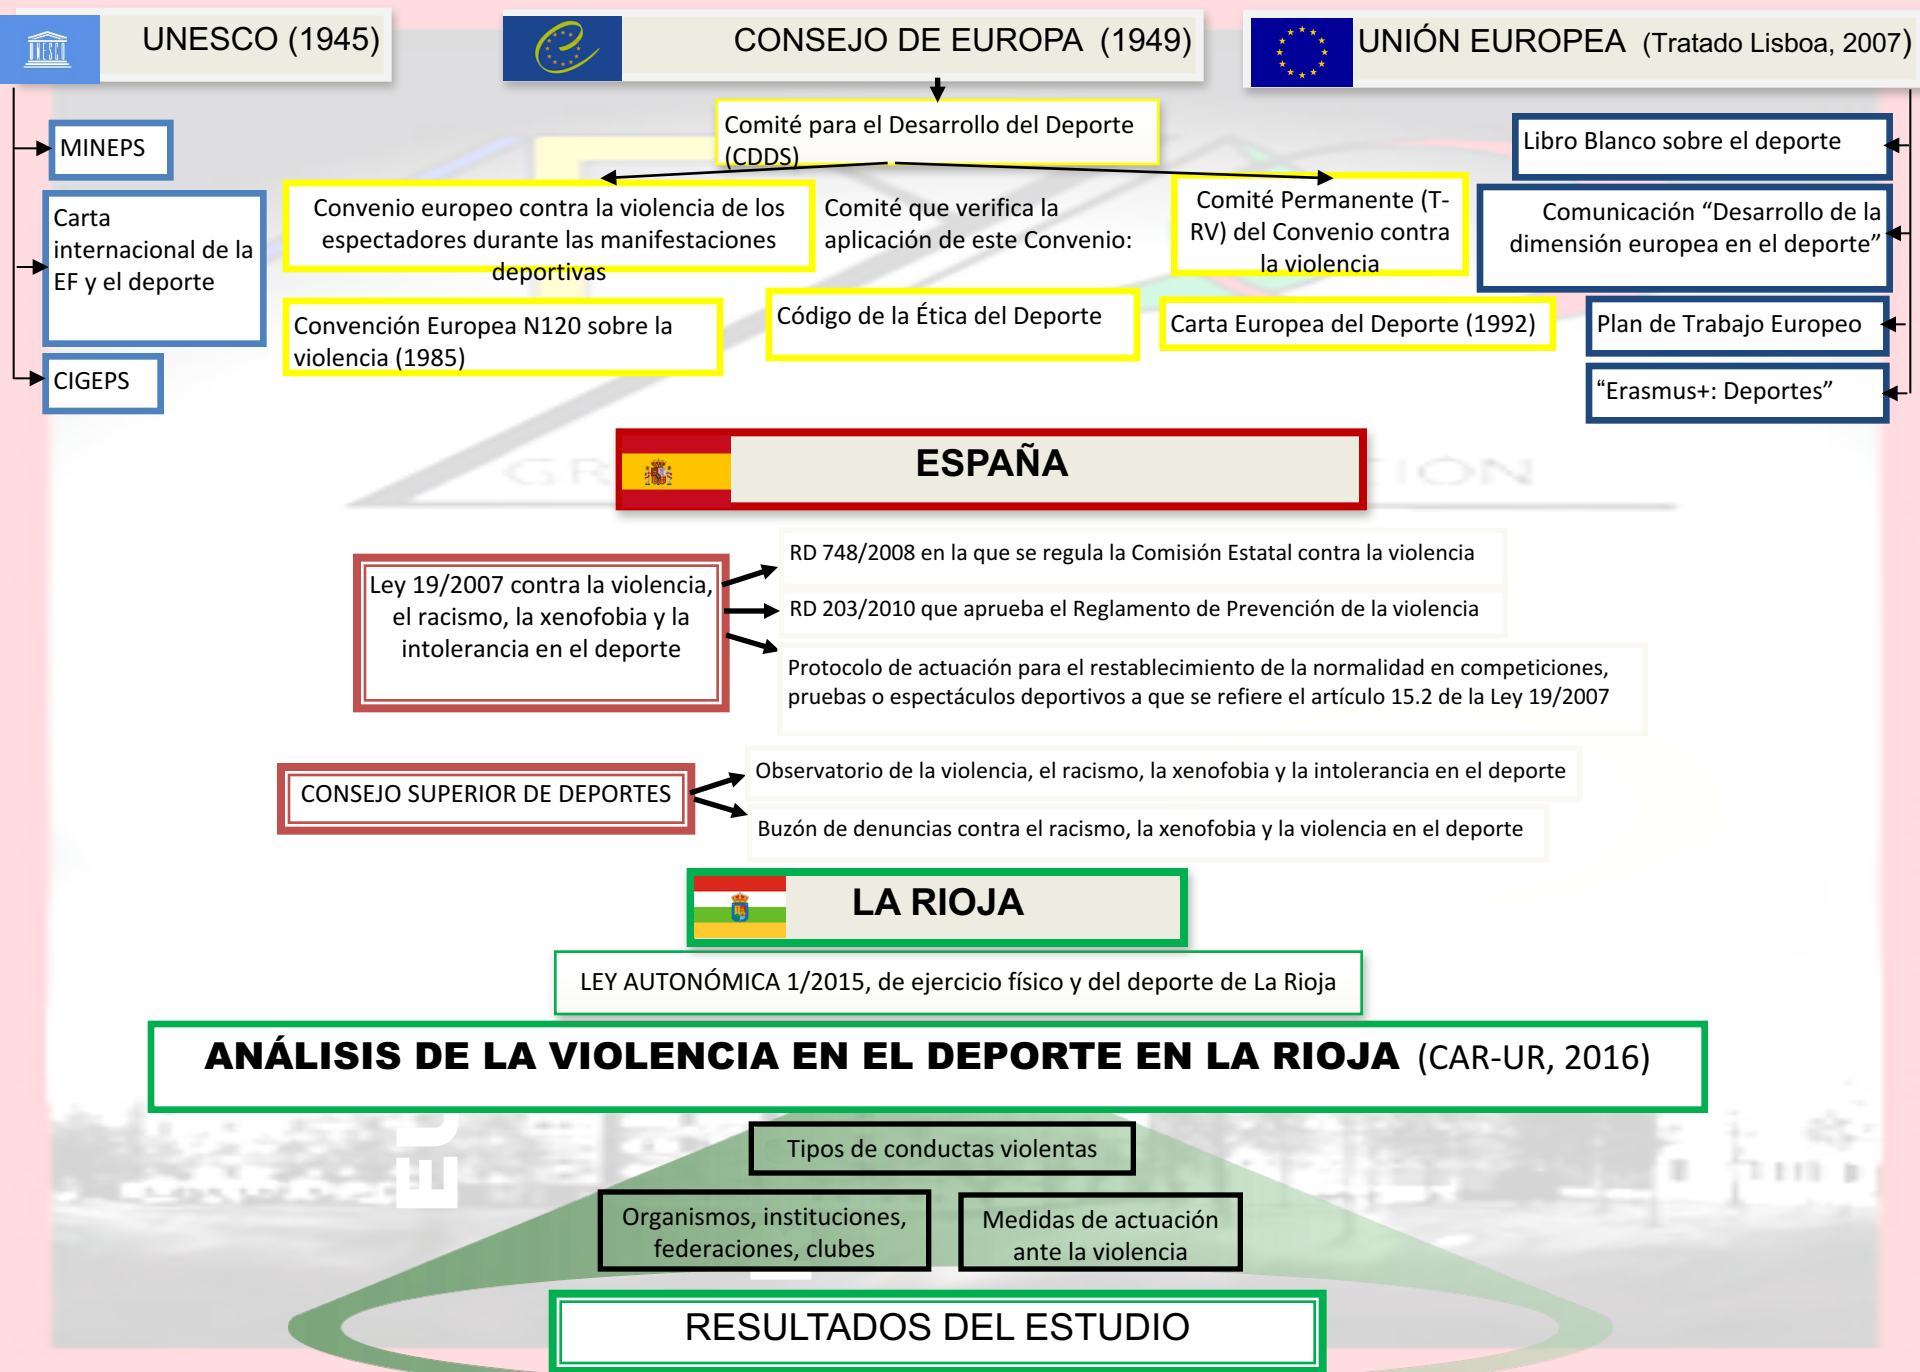 UNESCO
UNESCO (1945)
CONSEJO DE EUROPA (1949)
UNIÓN EUROPEA (Tratado Lisboa, 2007)
MINEPS
Carta
internacional de la
EF y el deporte
CIGEPS
Comité para el Desarrollo del Deporte
(CDDS)
Convenio europeo contra la violencia de los
espectadores durante las manifestaciones
deportivas
Comité que verifica la
aplicación de este Convenio:
Comité Permanente (T-
RV) del Convenio contra
la violencia
Convención Europea N120 sobre la
violencia (1985)
Código de la Ética del Deporte
Carta Europea del Deporte (1992)
Libro Blanco sobre el deporte
Comunicación “Desarrollo de la
dimensión europea en el deporte”
Plan de Trabajo Europeo
“Erasmus+: Deportes”
ESPAÑA
GR
ION
Ley 19/2007 contra la violencia,
el racismo, la xenofobia y la
intolerancia en el deporte
RD 748/2008 en la que se regula la Comisión Estatal contra la violencia
RD 203/2010 que aprueba el Reglamento de Prevención de la violencia
Protocolo de actuación para el restablecimiento de la normalidad en competiciones,
pruebas o espectáculos deportivos a que se refiere el artículo 15.2 de la Ley 19/2007
CONSEJO SUPERIOR DE DEPORTES
Observatorio de la violencia, el racismo, la xenofobia y la intolerancia en el deporte
Buzón de denuncias contra el racismo, la xenofobia y la violencia en el deporte
LA RIOJA
LEY AUTONÓMICA 1/2015, de ejercicio físico y del deporte de La Rioja
ANÁLISIS DE LA VIOLENCIA EN EL DEPORTE EN LA RIOJA (CAR-UR, 2016)
EU
Tipos de conductas violentas
Organismos, instituciones,
federaciones, clubes
Medidas de actuación
ante la violencia
RESULTADOS DEL ESTUDIO